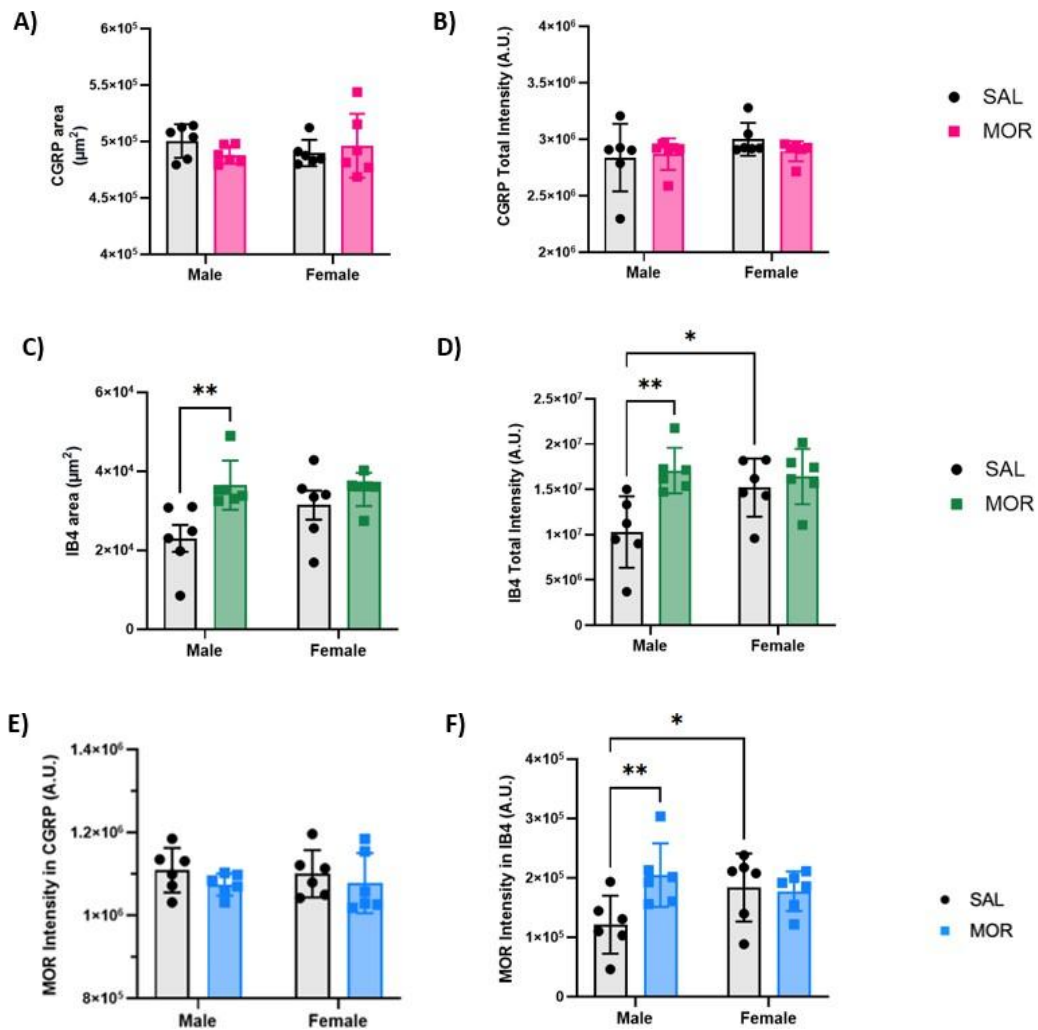 A)
6×10⁵
5.5×10⁵
5×10⁵
4.5×10⁵
4×10⁵
CGRP area
(µm²)
Male
Female
B)
4×10⁶
3.5×10⁶
3×10⁶
2.5×10⁶
2×10⁶
CGRP Total Intensity (A.U.)
Male
Female
SAL
MOR
C)
6×10⁴
4×10⁴
2×10⁴
0
IB4 area (µm²)
**
Male
Female
D)
2.5×10⁷
2×10⁷
1.5×10⁷
1×10⁷
5×10⁶
0
IB4 Total Intensity (A.U.)
*
**
Male
Female
SAL
MOR
E)
1.4×10⁶
1.2×10⁶
1×10⁶
8×10⁵
MOR Intensity in CGRP (A.U.)
Male
Female
F)
4×10⁵
3×10⁵
2×10⁵
1×10⁵
0
MOR Intensity in IB4 (A.U.)
*
**
Male
Female
SAL
MOR